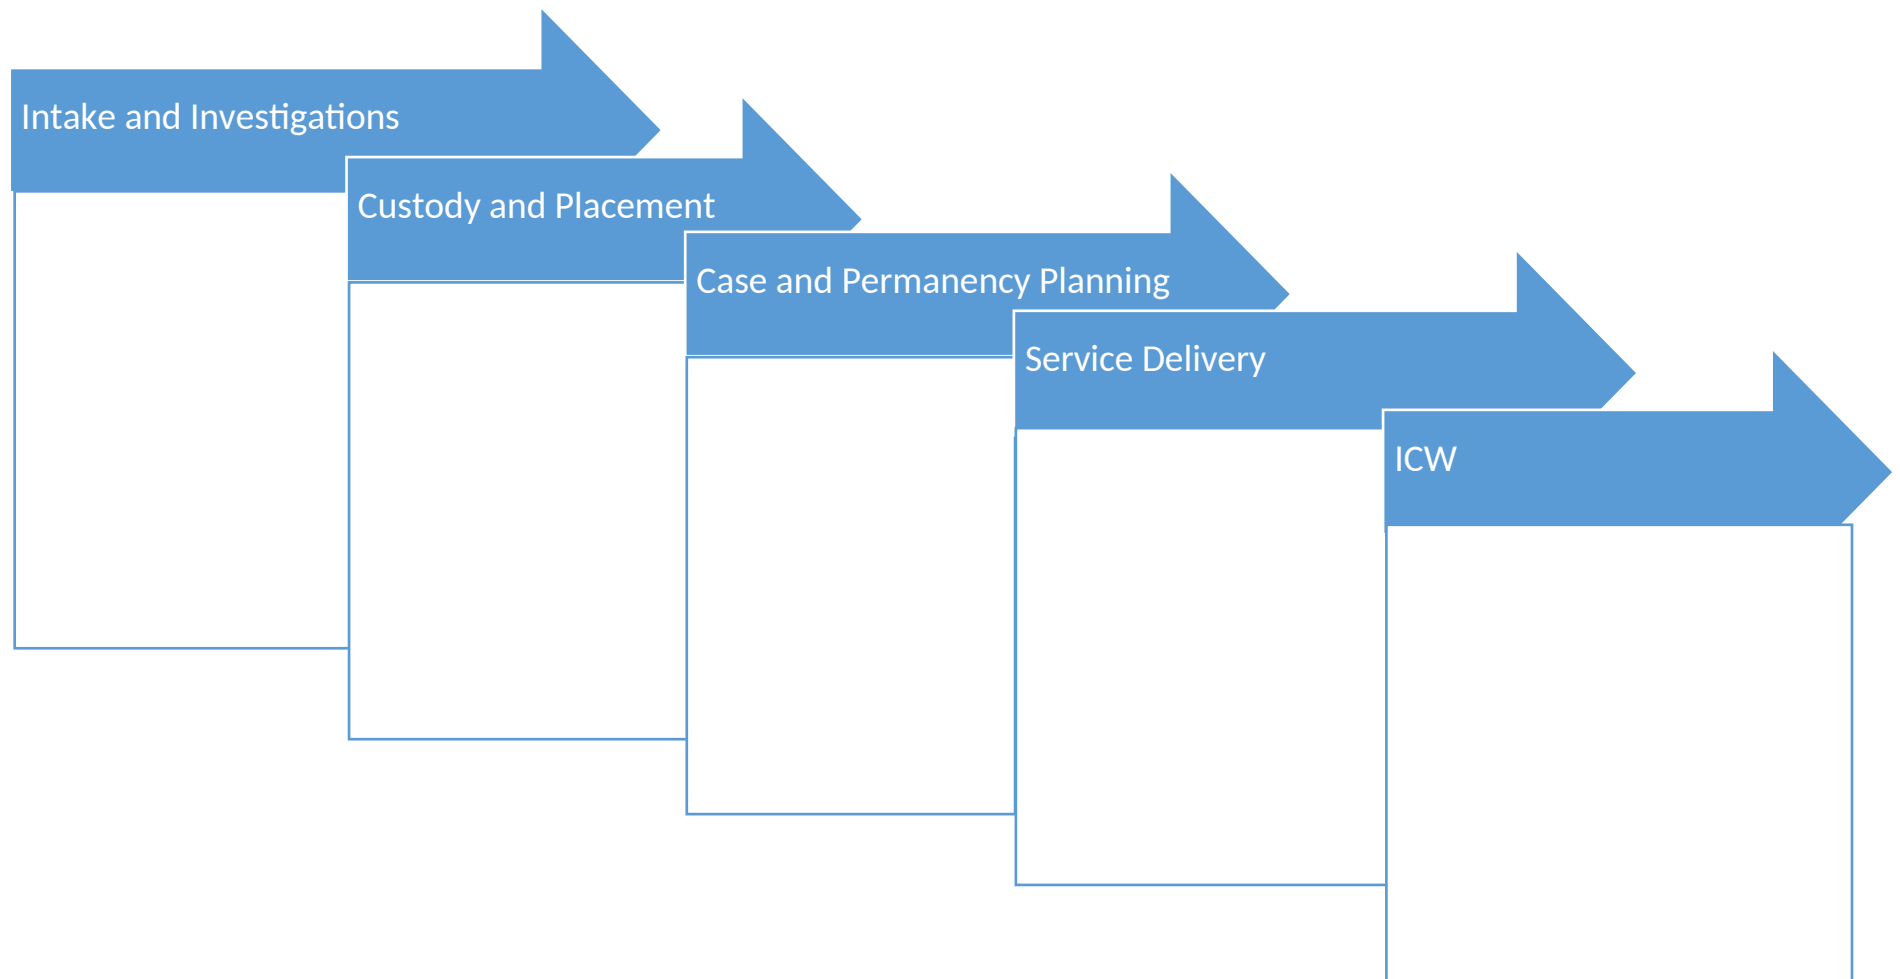 Intake and Investigations
Custody and Placement
Case and Permanency Planning
Service Delivery
ICW